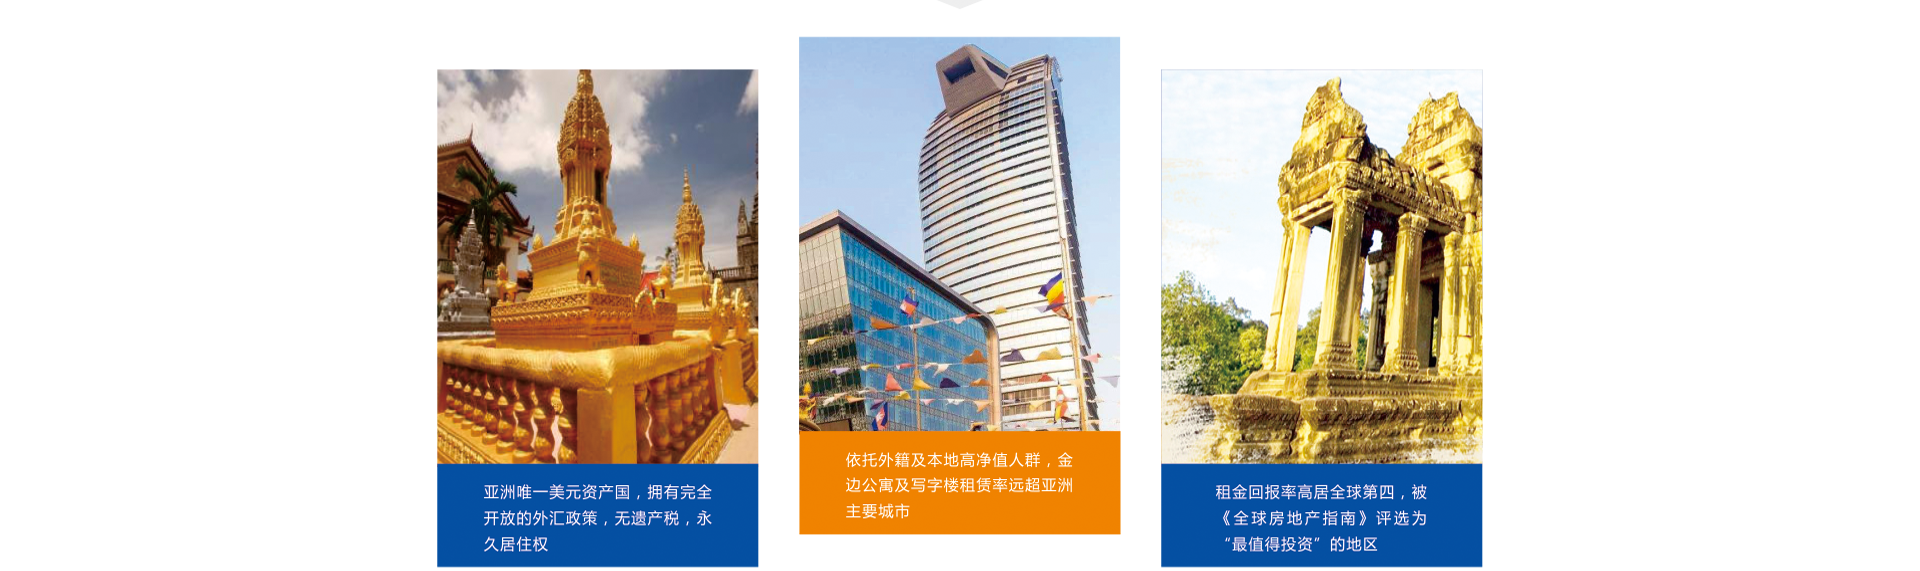 亚洲唯一美元资产国，拥有完全
开放的外汇政策，无遗产税，永
久居住权
依托外籍及本地高净值人群，金
边公寓及写字楼租赁率远超亚洲
主要城市
租金回报率高居全球第四，被
《全球房地产指南》评选为
“最值得投资”的地区